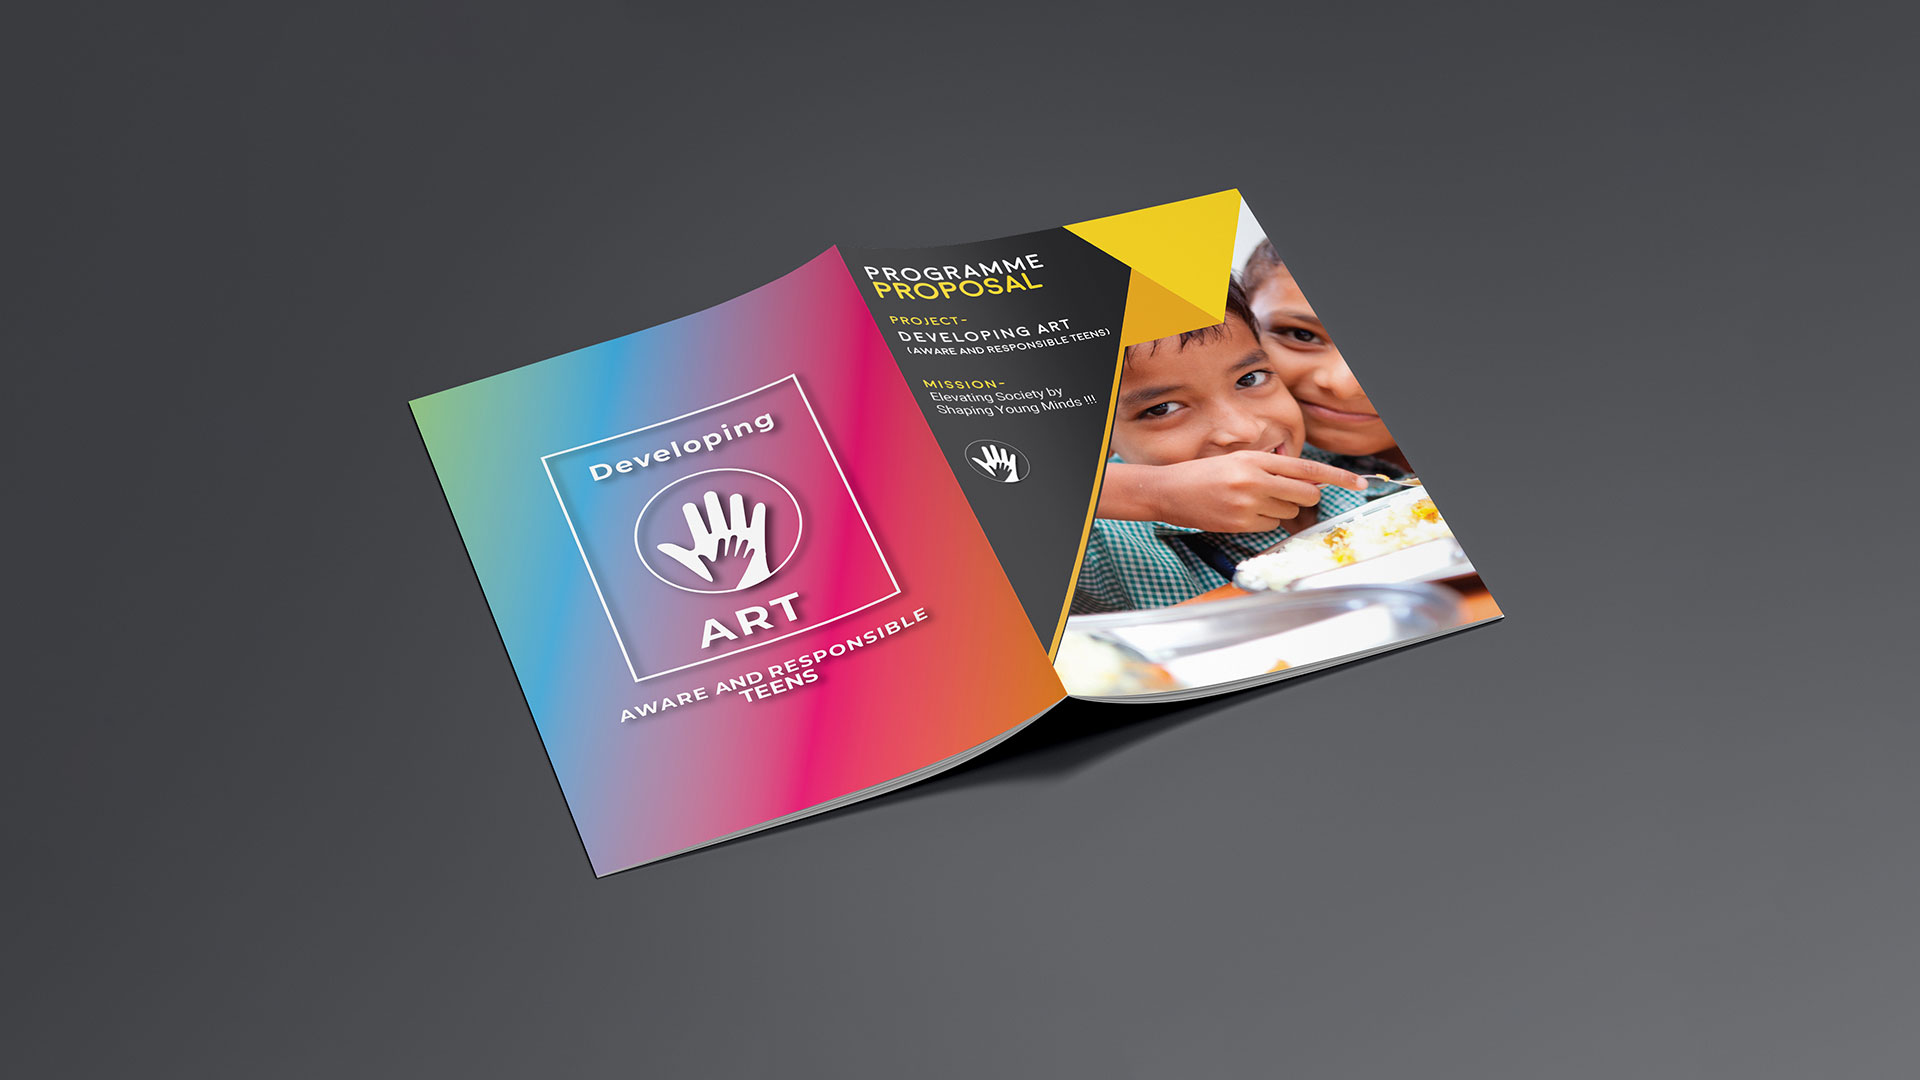 Developing
ART
AWARE AND RESPONSIBLE
TEENS
PROGRAMME
PROPOSAL
PROJECT-
DEVELOPING ART
(AWARE AND RESPONSIBLE TEENS)
MISSION-
Elevating Society by
Shaping Young Minds !!!